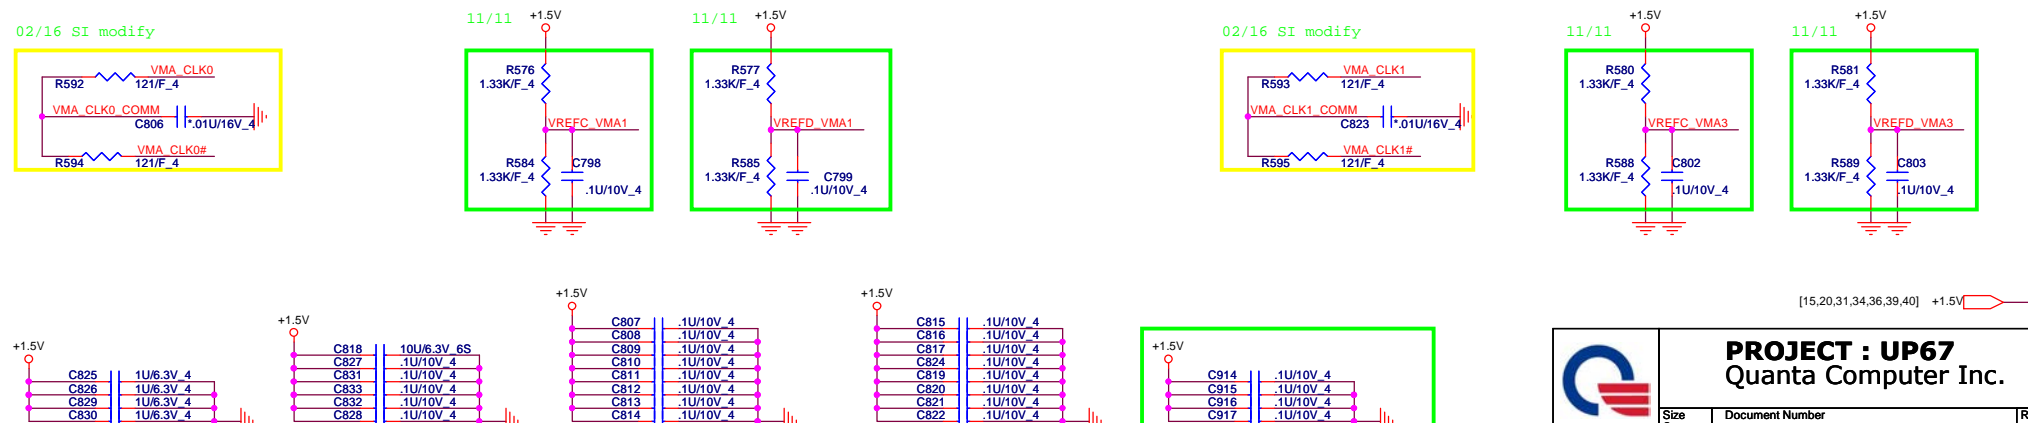 02/16 SI modify
R592
VMA_CLK0
121/F_4
VMA_CLK0_COMM
C806
*.01U/16V_4
R594
VMA_CLK0#
121/F_4
11/11
+1.5V
R576
1.33K/F_4
VREFC_VMA1
R584
1.33K/F_4
C798
.1U/10V_4
11/11
+1.5V
R577
1.33K/F_4
VREFD_VMA1
R585
1.33K/F_4
C799
.1U/10V_4
02/16 SI modify
R593
VMA_CLK1
121/F_4
VMA_CLK1_COMM
C823
*.01U/16V_4
R595
VMA_CLK1#
121/F_4
11/11
+1.5V
R580
1.33K/F_4
VREFC_VMA3
R588
1.33K/F_4
C802
.1U/10V_4
11/11
+1.5V
R581
1.33K/F_4
VREFD_VMA3
R589
1.33K/F_4
C803
.1U/10V_4
+1.5V
C825 1U/6.3V_4
C826 1U/6.3V_4
C829 1U/6.3V_4
C830 1U/6.3V_4
+1.5V
C818 10U/6.3V_6S
C827 .1U/10V_4
C831 .1U/10V_4
C833 .1U/10V_4
C832 .1U/10V_4
C828 .1U/10V_4
+1.5V
C807 .1U/10V_4
C808 .1U/10V_4
C809 .1U/10V_4
C810 .1U/10V_4
C811 .1U/10V_4
C812 .1U/10V_4
C813 .1U/10V_4
C814 .1U/10V_4
+1.5V
C815 .1U/10V_4
C816 .1U/10V_4
C817 .1U/10V_4
C824 .1U/10V_4
C819 .1U/10V_4
C820 .1U/10V_4
C821 .1U/10V_4
C822 .1U/10V_4
+1.5V
C914 .1U/10V_4
C915 .1U/10V_4
C916 .1U/10V_4
C917 .1U/10V_4
[15,20,31,34,36,39,40] +1.5V
PROJECT : UP67
Quanta Computer Inc.
Size Document Number R